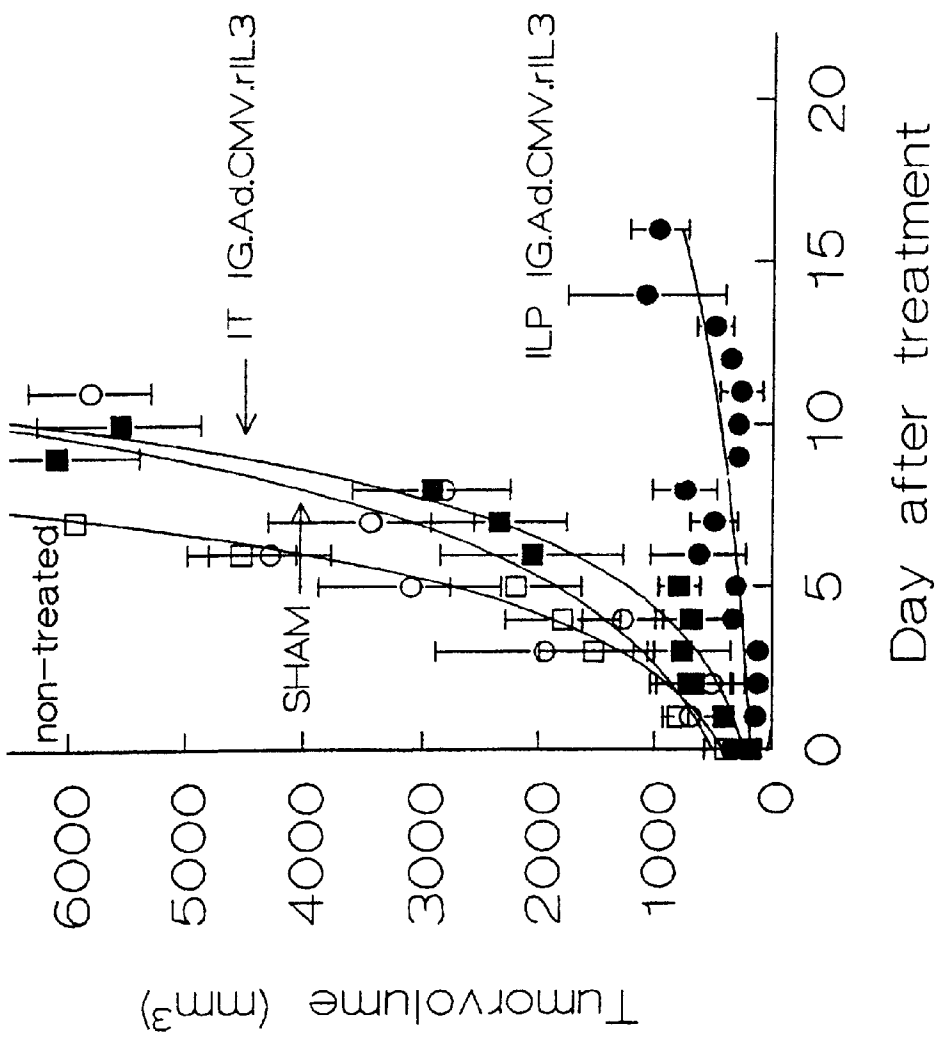 Tumorvolume (mm³)
6000
5000
4000
3000
2000
1000
0
non-treated
SHAM
IT IG.Ad.CMV.rIL3
ILP IG.Ad.CMV.rIL3
0
5
10
15
20
Day after treatment